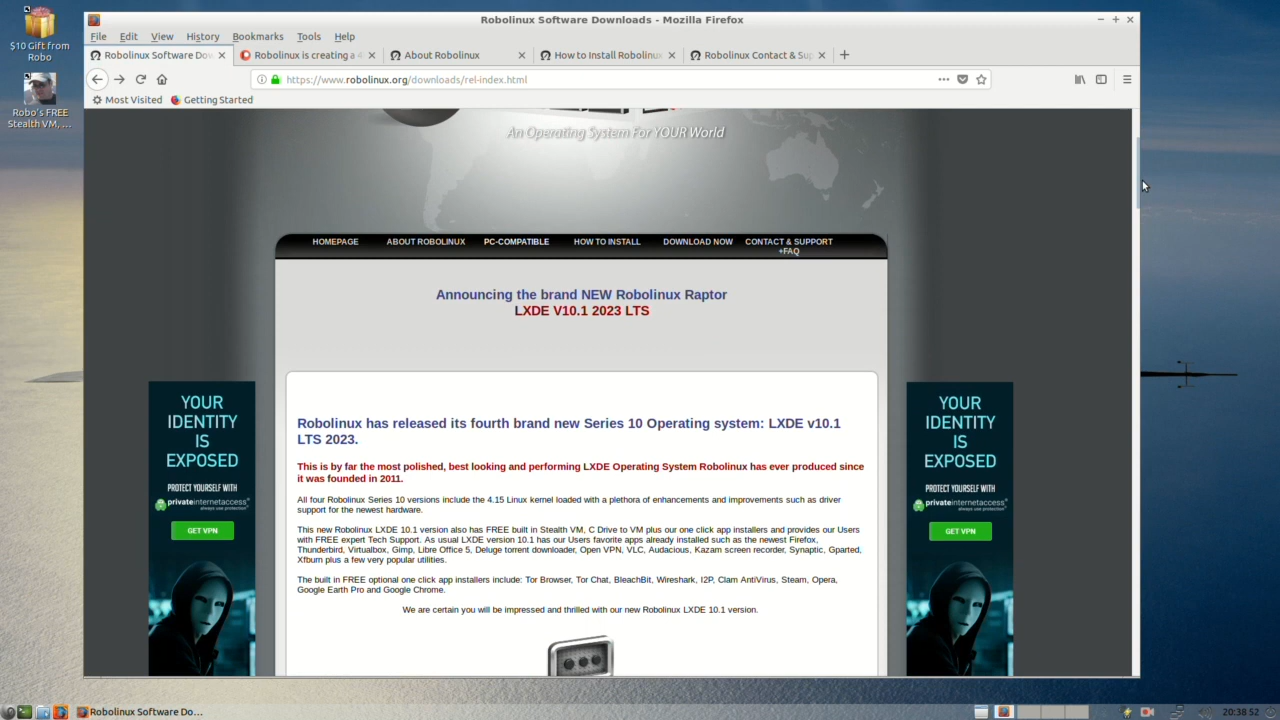 Robolinux Software Downloads - Mozilla Firefox
File Edit View History Bookmarks Tools Help
Robolinux Software Dow
Robolinux is creating a 4
About Robolinux
How to Install Robolinux
Robolinux Contact & Sup
https://www.robolinux.org/downloads/rel-index.html
Most Visited
Getting Started
$10 Gift from
Robo
Robo's FREE
Stealth VM, ...
An Operating System For YOUR World
HOMEPAGE
ABOUT ROBOLINUX
PC-COMPATIBLE
HOW TO INSTALL
DOWNLOAD NOW
CONTACT & SUPPORT
+FAQ
Announcing the brand NEW Robolinux Raptor
LXDE V10.1 2023 LTS
Robolinux has released its fourth brand new Series 10 Operating system: LXDE v10.1
LTS 2023.
This is by far the most polished, best looking and performing LXDE Operating System Robolinux has ever produced since
it was founded in 2011.
All four Robolinux Series 10 versions include the 4.15 Linux kernel loaded with a plethora of enhancements and improvements such as driver
support for the newest hardware.
This new Robolinux LXDE 10.1 version also has FREE built in Stealth VM, C Drive to VM plus our one click app installers and provides our Users
with FREE expert Tech Support. As usual LXDE version 10.1 has our Users favorite apps already installed such as the newest Firefox,
Thunderbird, Virtualbox, Gimp, Libre Office 5, Deluge torrent downloader, Open VPN, VLC, Audacious, Kazam screen recorder, Synaptic, Gparted,
Xfburn plus a few very popular utilities.
The built in FREE optional one click app installers include: Tor Browser, Tor Chat, BleachBit, Wireshark, I2P, Clam AntiVirus, Steam, Opera,
Google Earth Pro and Google Chrome.
We are certain you will be impressed and thrilled with our new Robolinux LXDE 10.1 version.
YOUR
IDENTITY
IS
EXPOSED
PROTECT YOURSELF WITH
privateinternetaccess
always use protection
GET VPN
YOUR
IDENTITY
IS
EXPOSED
PROTECT YOURSELF WITH
privateinternetaccess
always use protection
GET VPN
Robolinux Software Do...
20:38 52